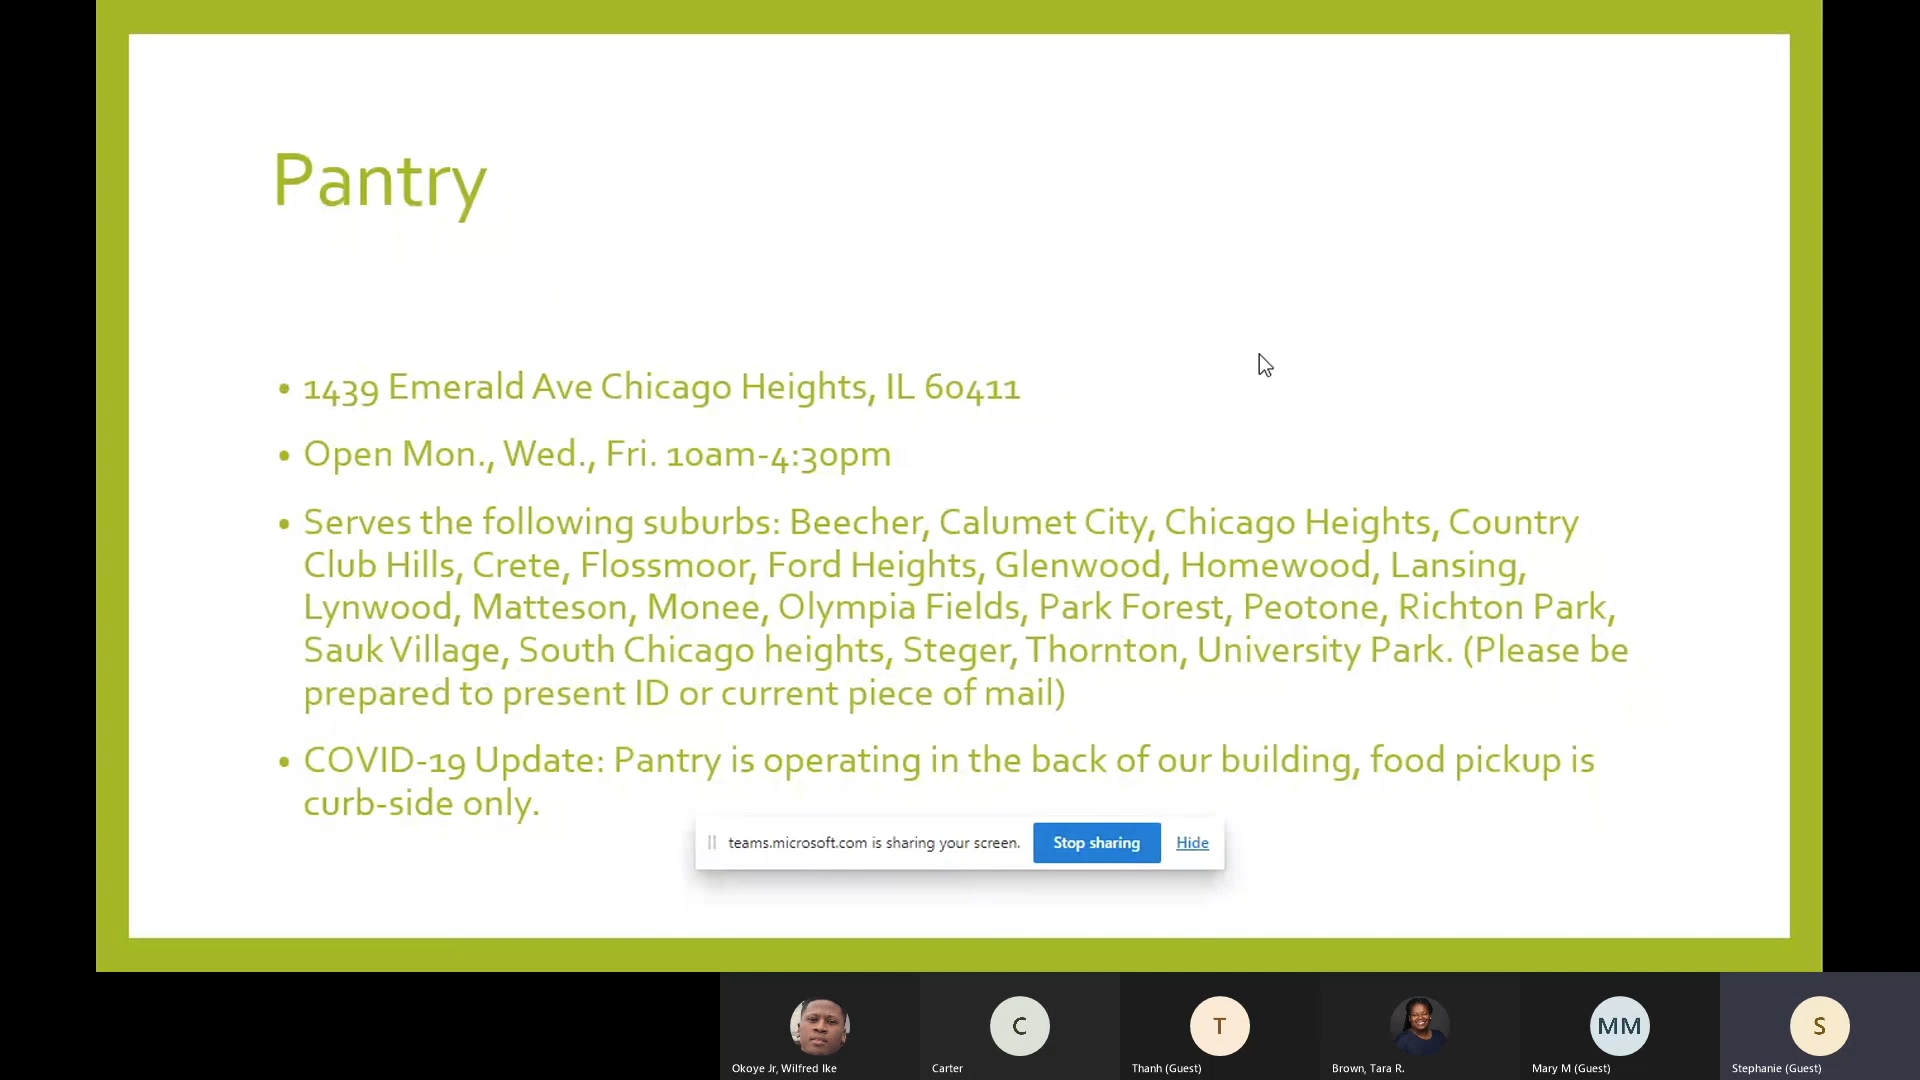 Pantry
• 1439 Emerald Ave Chicago Heights, IL 60411
• Open Mon., Wed., Fri. 10am-4:30pm
• Serves the following suburbs: Beecher, Calumet City, Chicago Heights, Country
Club Hills, Crete, Flossmoor, Ford Heights, Glenwood, Homewood, Lansing,
Lynwood, Matteson, Monee, Olympia Fields, Park Forest, Peotone, Richton Park,
Sauk Village, South Chicago heights, Steger, Thornton, University Park. (Please be
prepared to present ID or current piece of mail)
• COVID-19 Update: Pantry is operating in the back of our building, food pickup is
curb-side only.
teams.microsoft.com is sharing your screen. Stop sharing Hide
C T MM S
Okoye Jr, Wilfred Ike Carter Thanh (Guest) Brown, Tara R. Mary M (Guest) Stephanie (Guest)